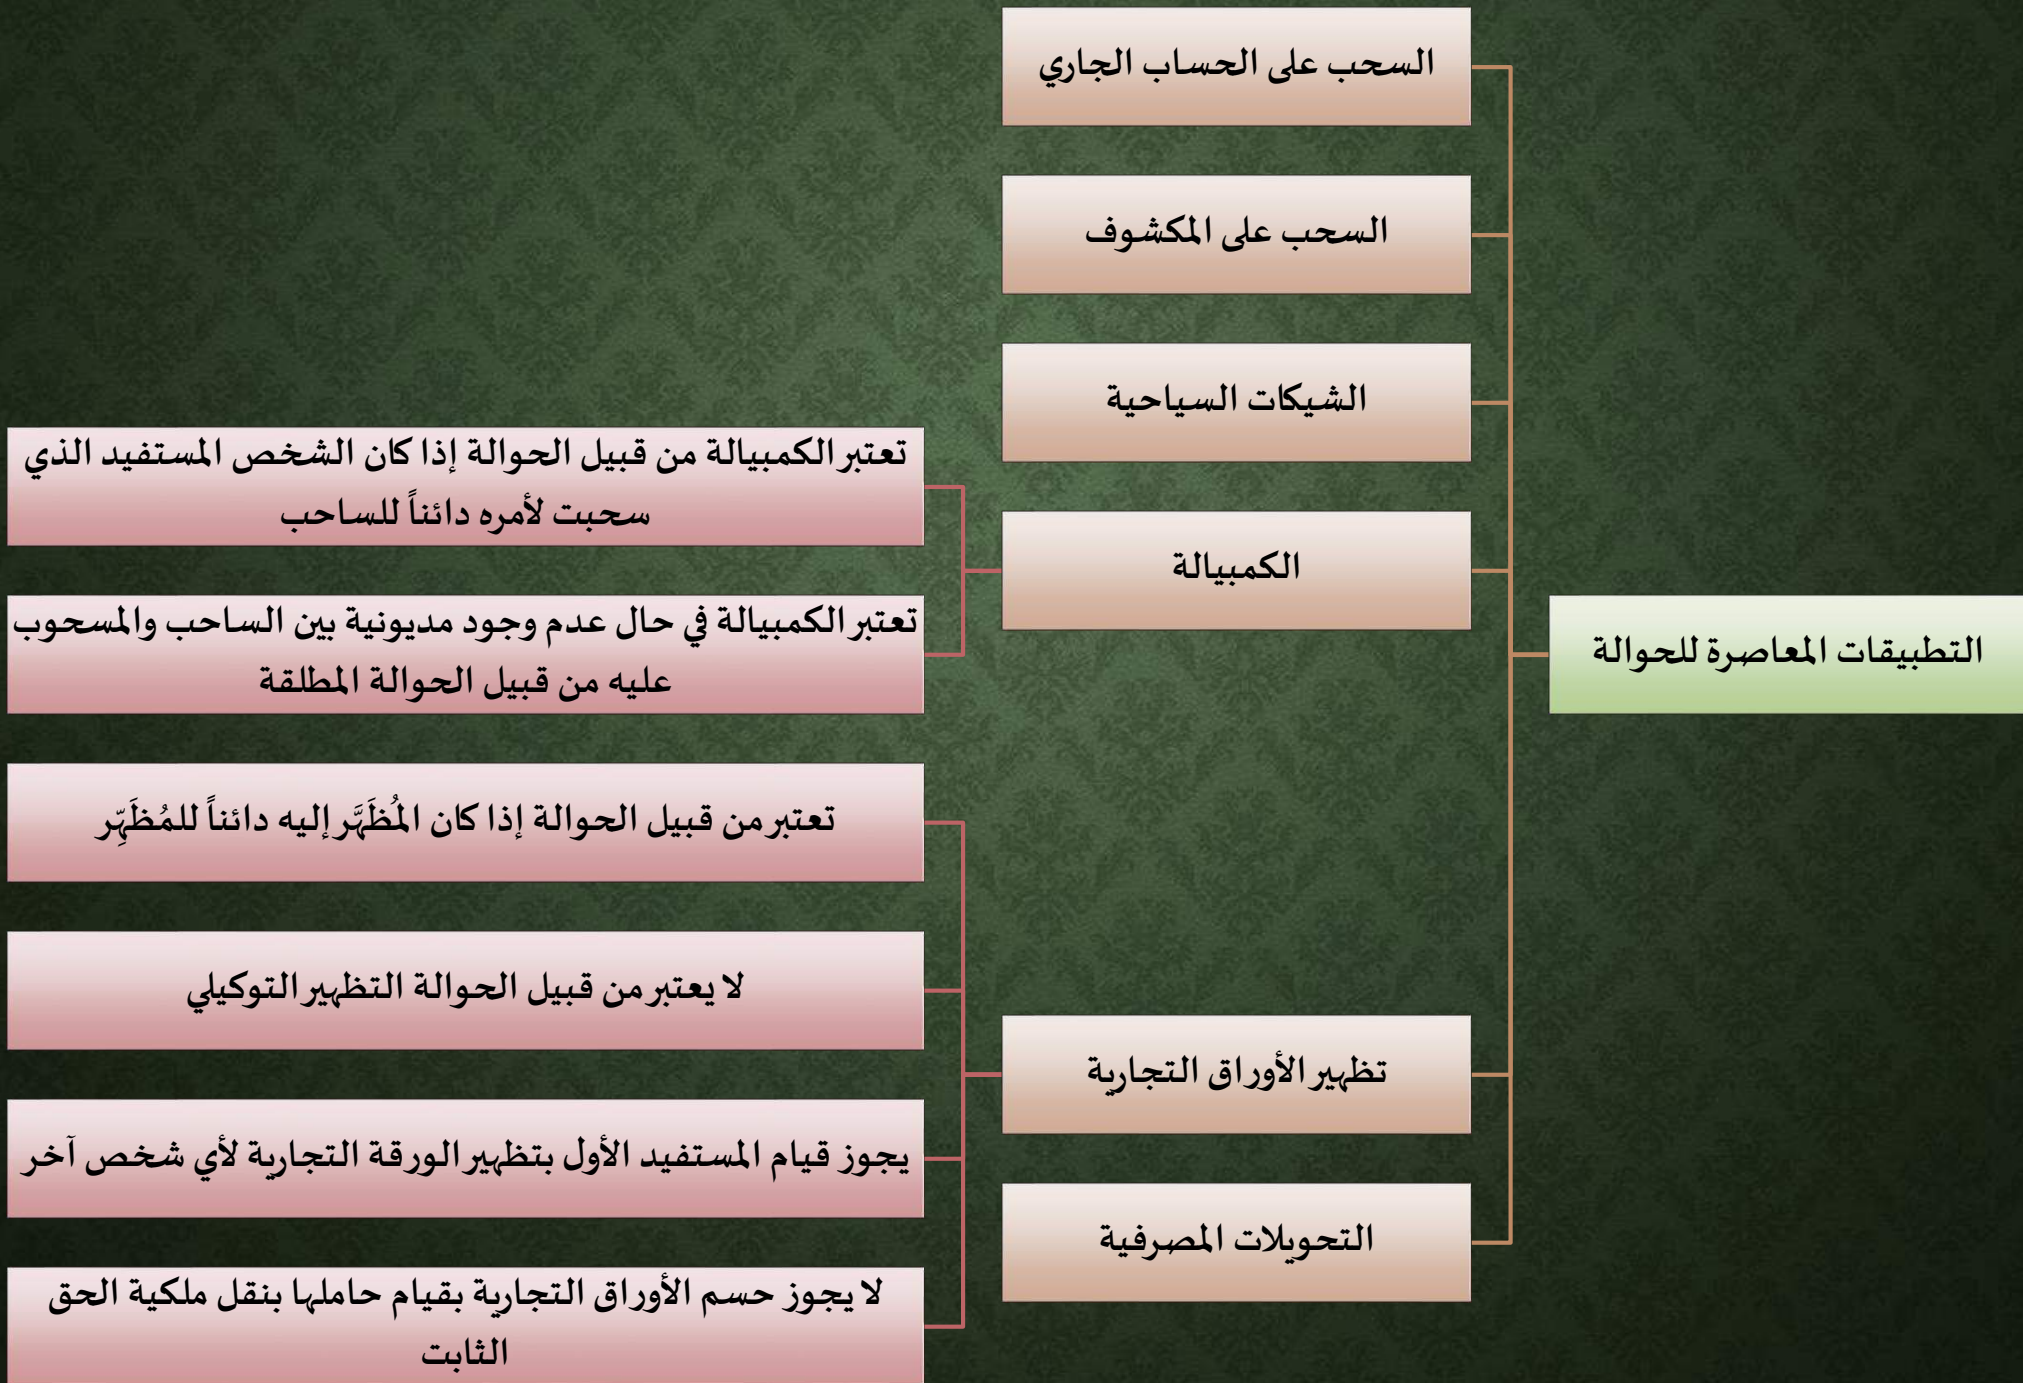 التطبيقات المعاصرة للحوالة
السحب على الحساب الجاري
السحب على المكشوف
الشيكات السياحية
الكمبيالة
تعتبر الكمبيالة من قبيل الحوالة إذا كان الشخص المستفيد الذي
سحبت لأمره دائناً للساحب
تعتبر الكمبيالة في حال عدم وجود مديونية بين الساحب والمسحوب
عليه من قبيل الحوالة المطلقة
تظهير الأوراق التجارية
تعتبر من قبيل الحوالة إذا كان المُظَهَّر إليه دائناً للمُظَهِّر
لا يعتبر من قبيل الحوالة التظهير التوكيلي
يجوز قيام المستفيد الأول بتظهير الورقة التجارية لأي شخص آخر
لا يجوز حسم الأوراق التجارية بقيام حاملها بنقل ملكية الحق
الثابت
التحويلات المصرفية